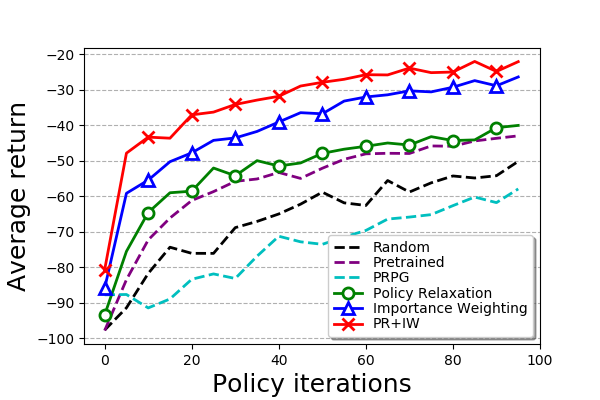 −20
−30
−40
−50
−60
−70
−80
−90
−100
Average return
Random
Pretrained
PRPG
Policy Relaxation
Importance Weighting
PR+IW
0
20
40
60
80
100
Policy iterations